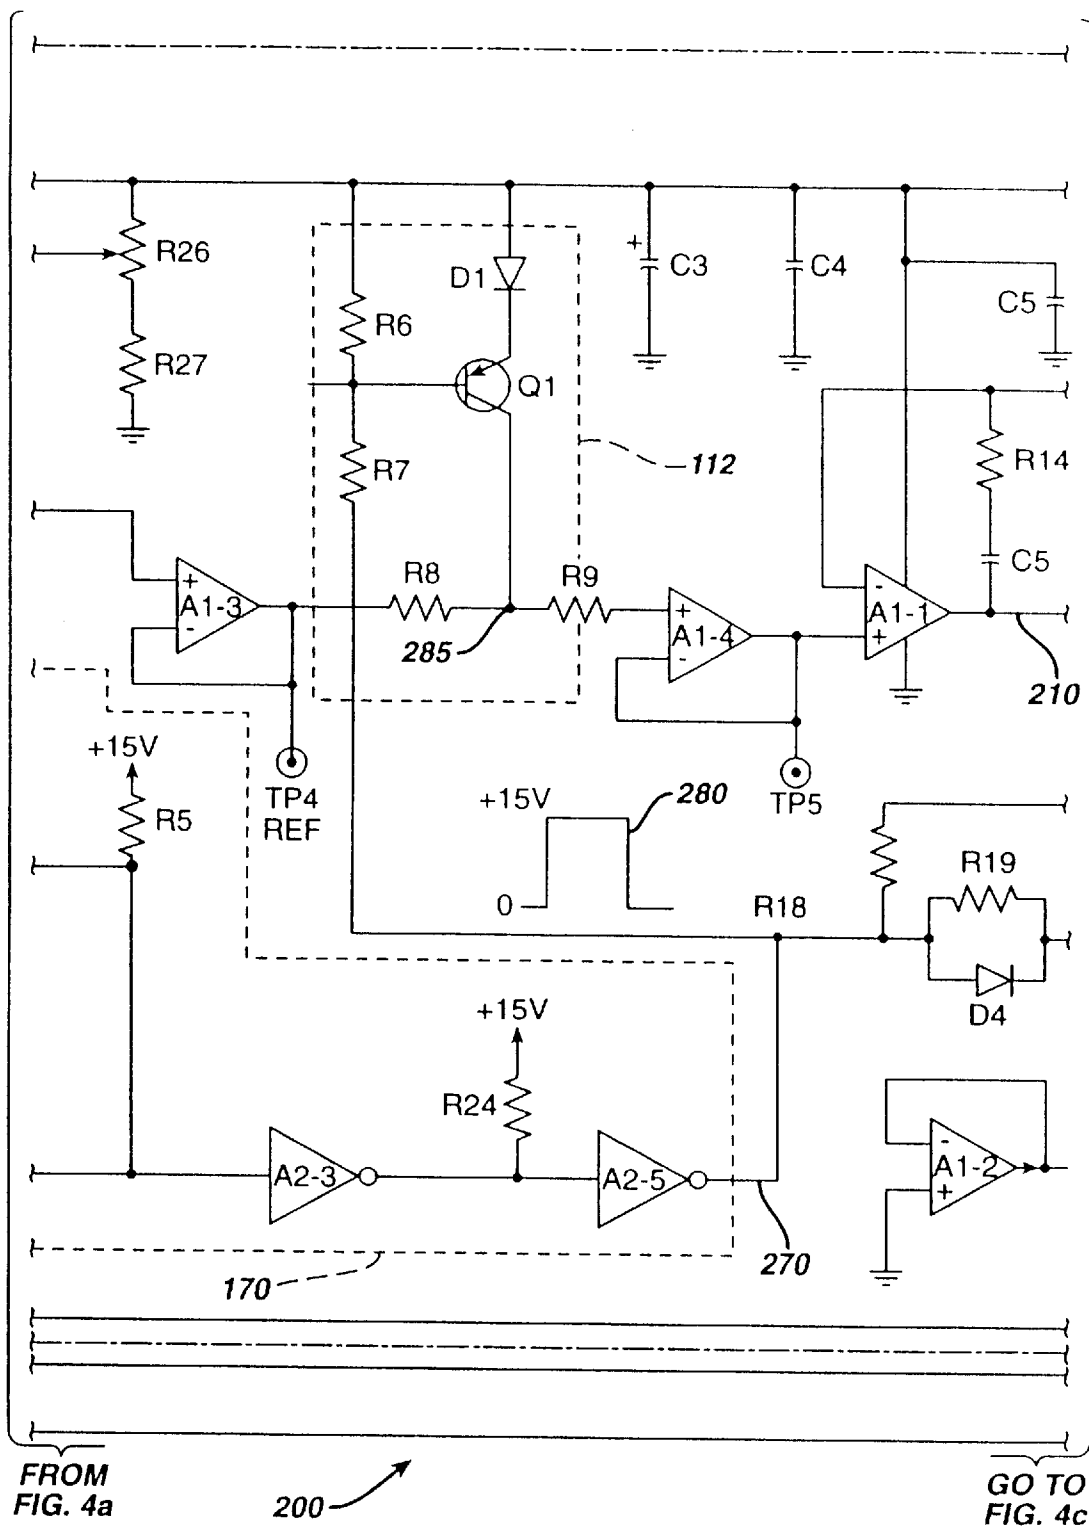 R26
D1
+
C3
C4
C5
R6
R27
Q1
R7
112
R14
C5
R8
R9
+
A1-3
-
+
A1-4
-
-
A1-1
+
285
210
+15V
R5
TP4
REF
+15V
280
0
TP5
R19
R18
D4
+15V
R24
A2-3
A2-5
-
A1-2
+
270
170
FROM
FIG. 4a
200
GO TO
FIG. 4c